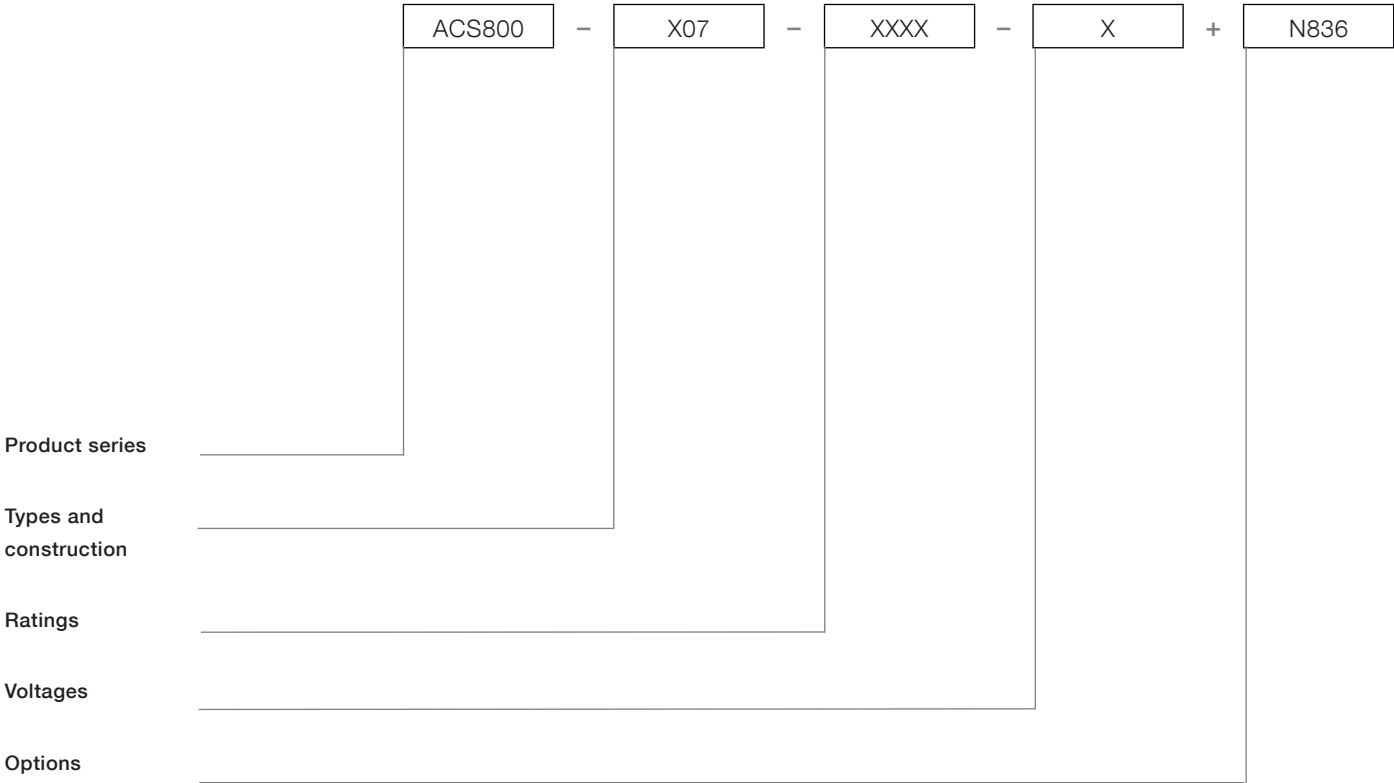 ACS800 – X07 – XXXX – X + N836
Product series
Types and
construction
Ratings
Voltages
Options